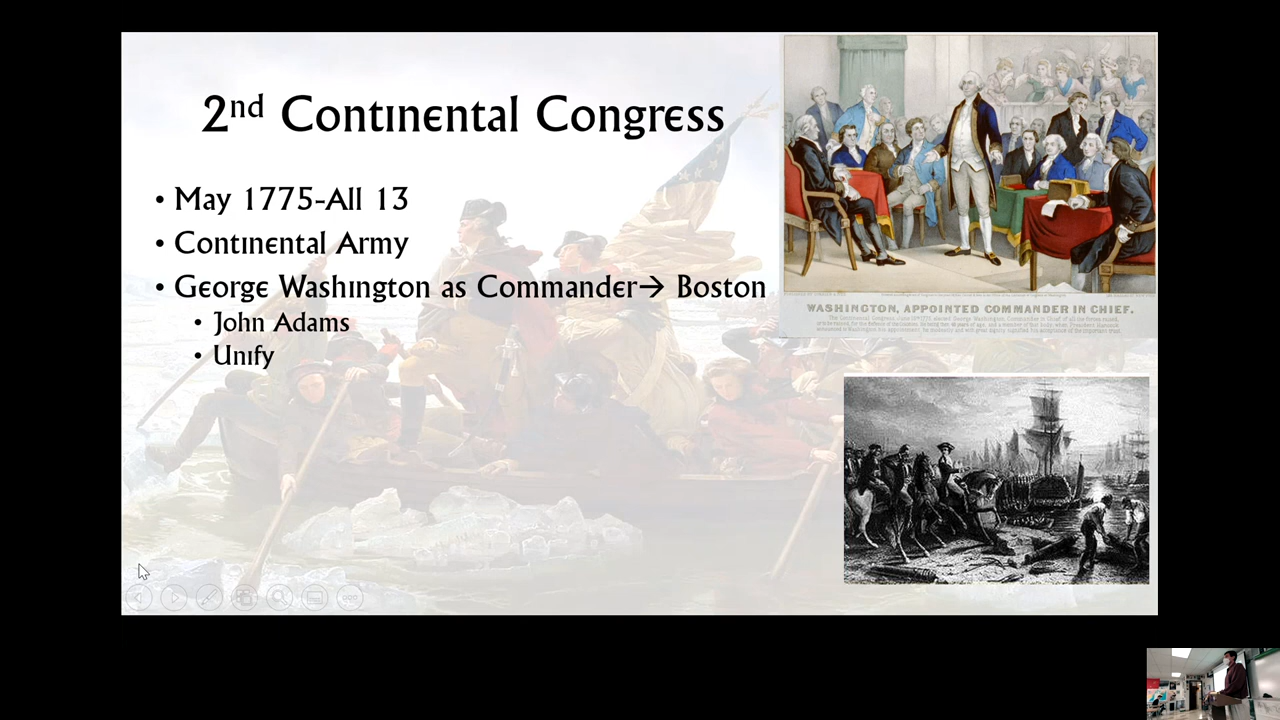 2nd Continental Congress
• May 1775-All 13
• Continental Army
• George Washington as Commander→ Boston
• John Adams
• Unify
WASHINGTON, APPOINTED COMMANDER IN CHIEF.